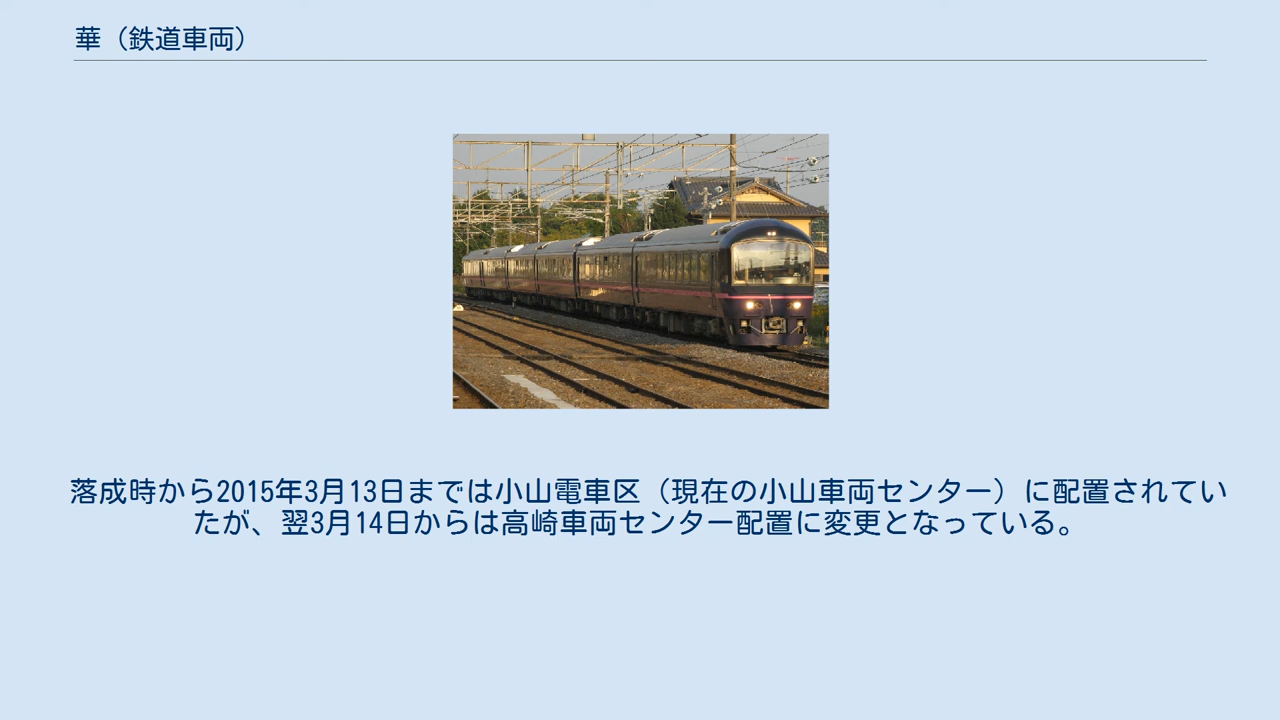 華（鉄道車両）
落成時から2015年3月13日までは小山電車区（現在の小山車両センター）に配置されてい
たが、翌3月14日からは高崎車両センター配置に変更となっている。